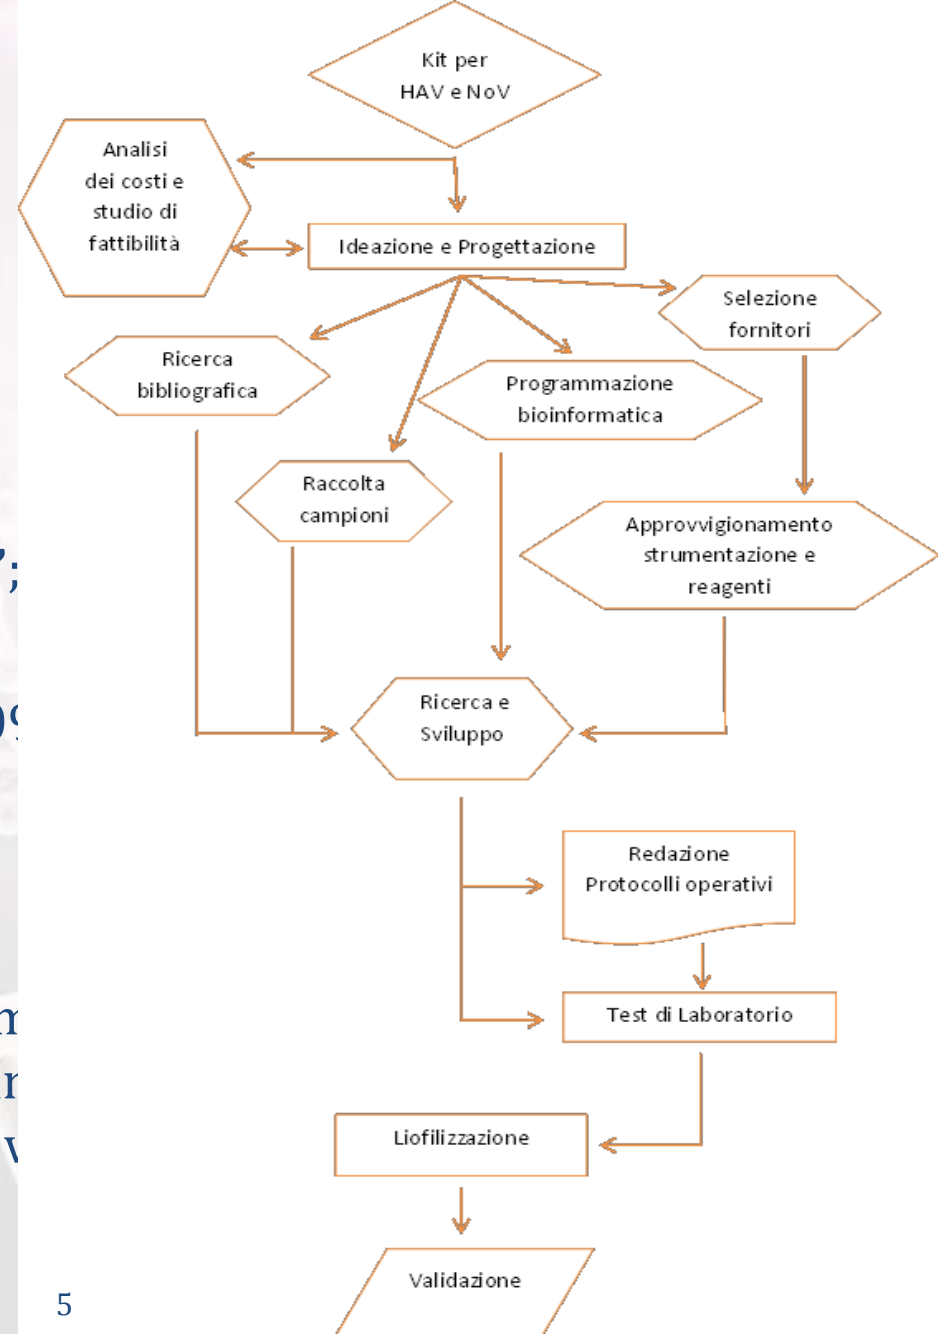 Kit per
HAV e NoV
Analisi
dei costi e
studio di
fattibilità
Ideazione e Progettazione
Selezione
fornitori
Ricerca
bibliografica
Programmazione
bioinformatica
Raccolta
campioni
Approvvigionamento
strumentazione e
reagenti
Ricerca e
Sviluppo
Redazione
Protocolli operativi
Test di Laboratorio
Liofilizzazione
Validazione
5